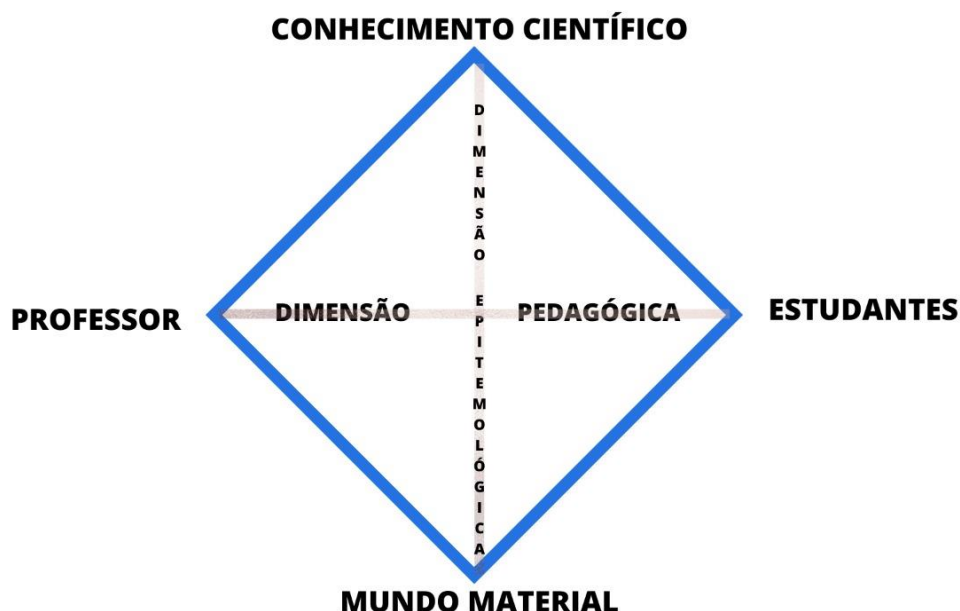 CONHECIMENTO CIENTÍFICO
DIMENSÃO EPITEMOLÓGICA
PROFESSOR
DIMENSÃO PEDAGÓGICA
ESTUDANTES
MUNDO MATERIAL